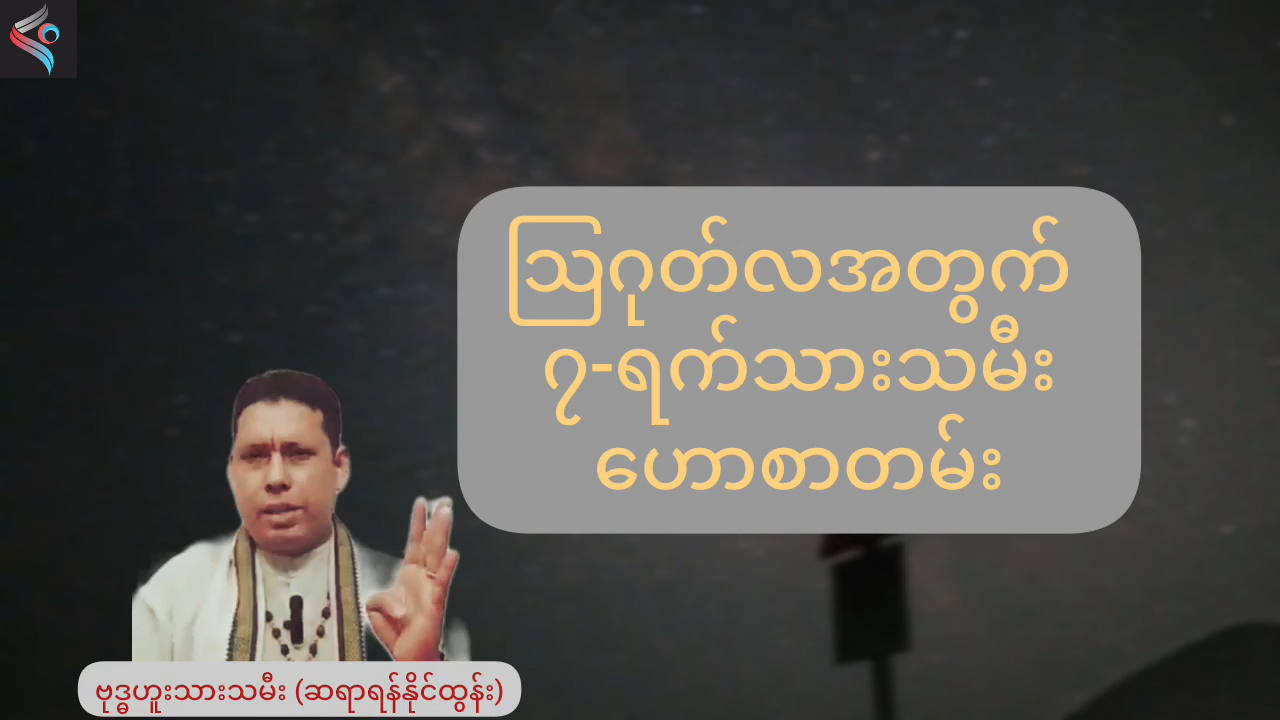 ဩဂုတ်လအတွက်
၇-ရက်သားသမီး
ဟောစာတမ်း
ဗုဒ္ဓဟူးသားသမီး (ဆရာရန်နိုင်ထွန်း)